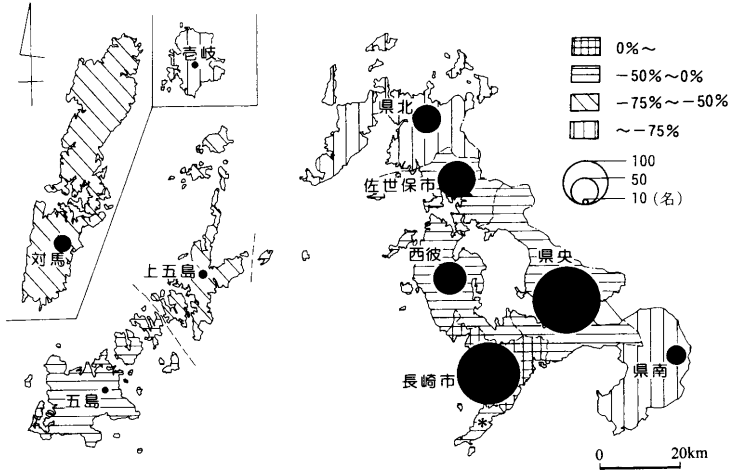 壱岐
0%〜
−50%〜0%
−75%〜−50%
〜−75%
100
50
10(名)
県北
佐世保市
対馬
上五島
西彼
県央
五島
長崎市
県南
*
0 20km